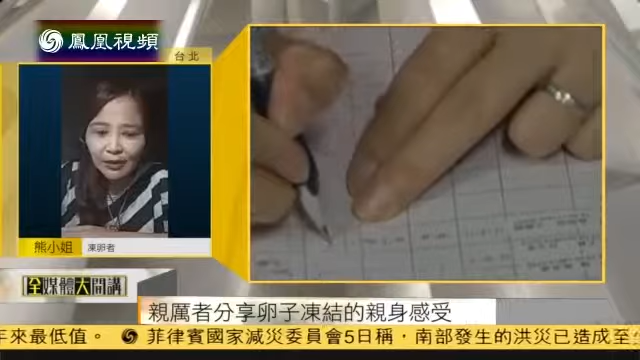 鳳凰視頻
台北
熊小姐
凍卵者
全媒體大開講
親厲者分享卵子凍結的親身感受
年來最低值。 菲律賓國家減災委員會5日稱，南部發生的洪災已造成至